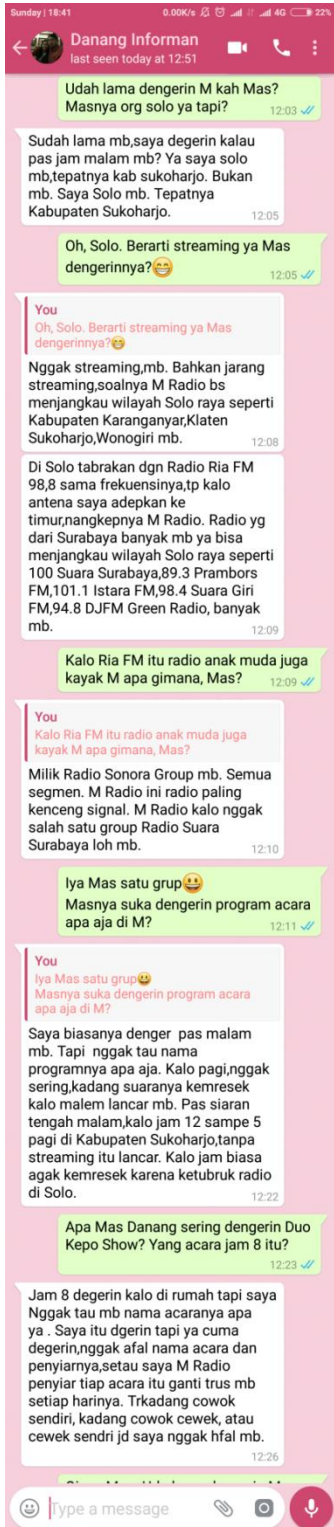 Sunday | 18:41 0.00K/s 4G 22%
Danang Informan
last seen today at 12:51
Udah lama dengerin M kah Mas?
Masnya org solo ya tapi?
12:03
Sudah lama mb,saya degerin kalau
pas jam malam mb? Ya saya solo
mb,tepatnya kab sukoharjo. Bukan
mb. Saya Solo mb. Tepatnya
Kabupaten Sukoharjo.
12:05
Oh, Solo. Berarti streaming ya Mas
dengerinnya?😁
12:05
You
Oh, Solo. Berarti streaming ya Mas
dengerinnya?😁
Nggak streaming,mb. Bahkan jarang
streaming,soalnya M Radio bs
menjangkau wilayah Solo raya seperti
Kabupaten Karanganyar,Klaten
Sukoharjo,Wonogiri mb.
12:08
Di Solo tabrakan dgn Radio Ria FM
98,8 sama frekuensinya,tp kalo
antena saya adepkan ke
timur,nangkepnya M Radio. Radio yg
dari Surabaya banyak mb ya bisa
menjangkau wilayah Solo raya seperti
100 Suara Surabaya,89.3 Prambors
FM,101.1 Istara FM,98.4 Suara Giri
FM,94.8 DJFM Green Radio, banyak
mb.
12:09
Kalo Ria FM itu radio anak muda juga
kayak M apa gimana, Mas?
12:09
You
Kalo Ria FM itu radio anak muda juga
kayak M apa gimana, Mas?
Milik Radio Sonora Group mb. Semua
segmen. M Radio ini radio paling
kenceng signal. M Radio kalo nggak
salah satu group Radio Suara
Surabaya loh mb.
12:10
Iya Mas satu grup😃
Masnya suka dengerin program acara
apa aja di M?
12:11
You
Iya Mas satu grup😃
Masnya suka dengerin program acara
apa aja di M?
Saya biasanya denger pas malam
mb. Tapi nggak tau nama
programnya apa aja. Kalo pagi,nggak
sering,kadang suaranya kemresek
kalo malem lancar mb. Pas siaran
tengah malam,kalo jam 12 sampe 5
pagi di Kabupaten Sukoharjo,tanpa
streaming itu lancar. Kalo jam biasa
agak kemresek karena ketubruk radio
di Solo.
12:22
Apa Mas Danang sering dengerin Duo
Kepo Show? Yang acara jam 8 itu?
12:23
Jam 8 degerin kalo di rumah tapi saya
Nggak tau mb nama acaranya apa
ya . Saya itu dgerin tapi ya cuma
degerin,nggak afal nama acara dan
penyiarnya,setau saya M Radio
penyiar tiap acara itu ganti trus mb
setiap harinya. Trkadang cowok
sendiri, kadang cowok cewek, atau
cewek sendri jd saya nggak hfal mb.
12:26
Type a message